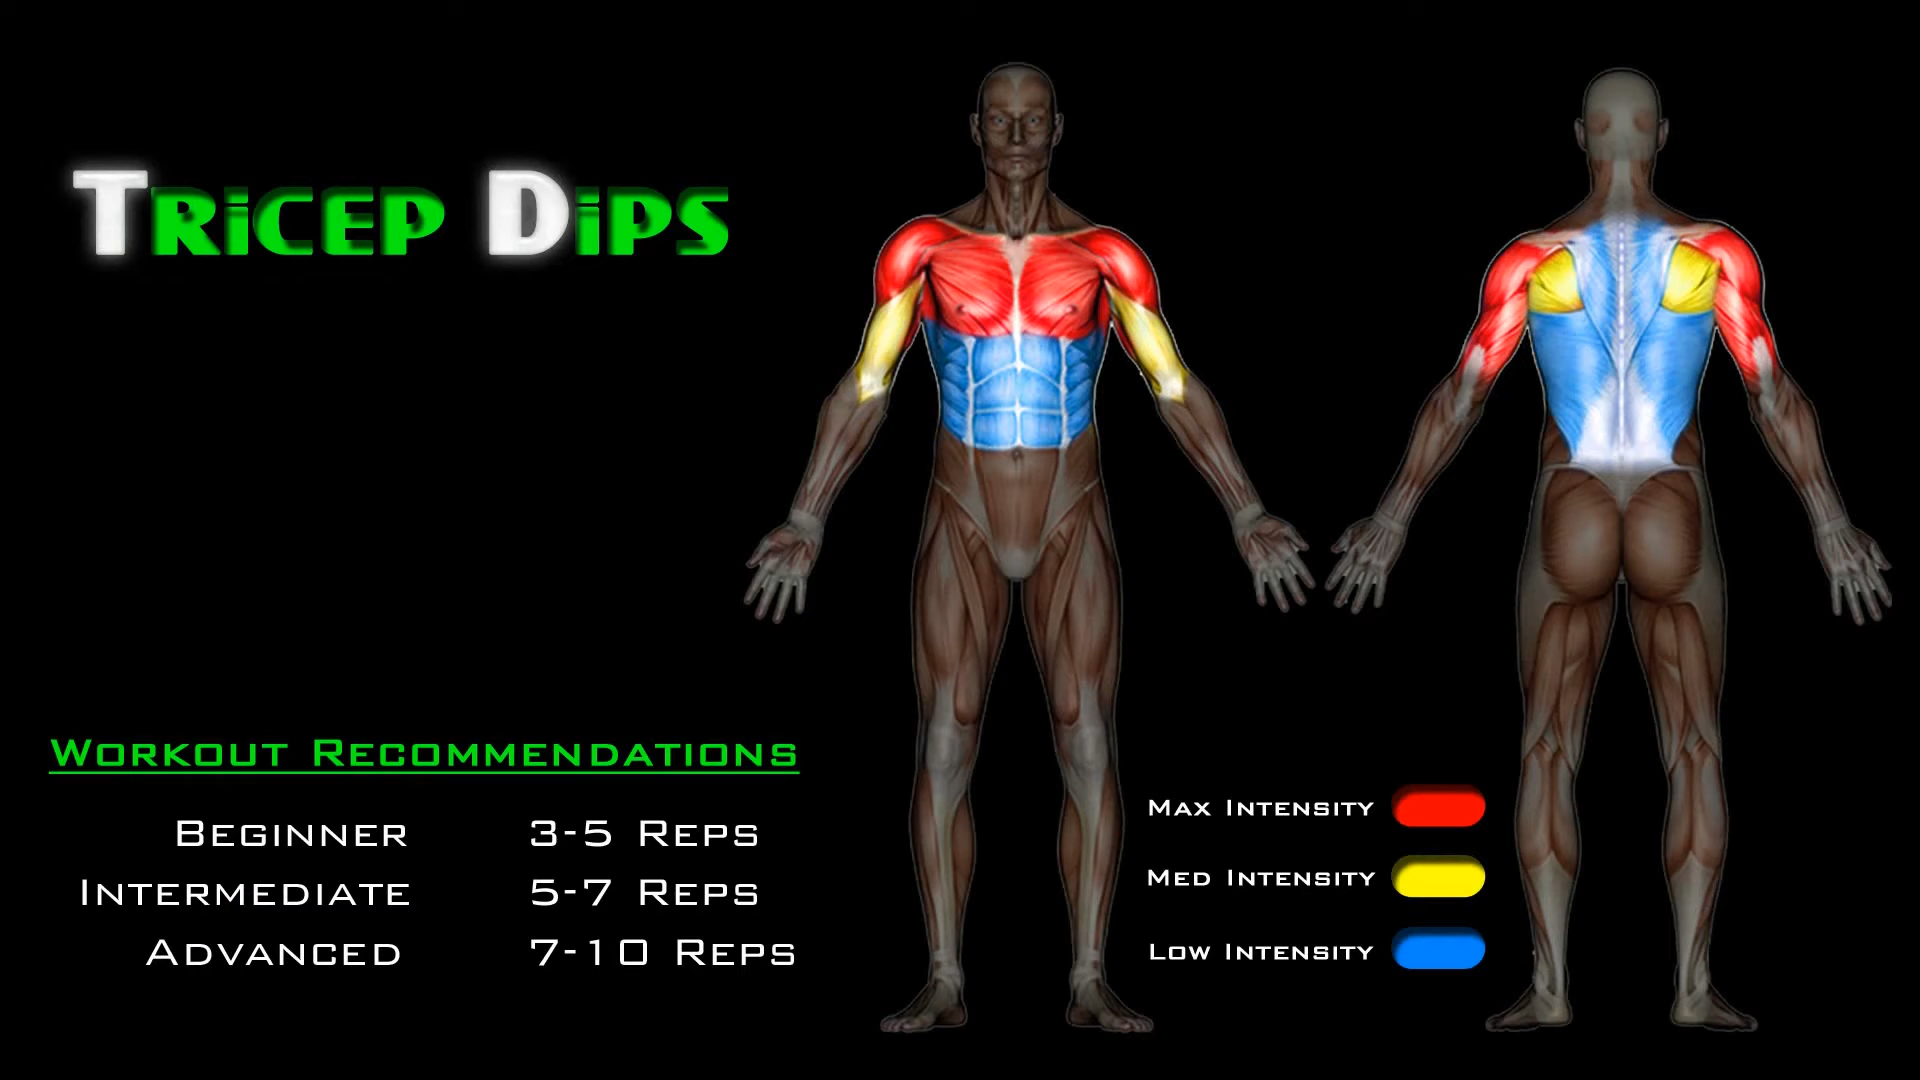 Tricep Dips
Workout Recommendations
Beginner 3-5 Reps
Intermediate 5-7 Reps
Advanced 7-10 Reps
Max Intensity
Med Intensity
Low Intensity